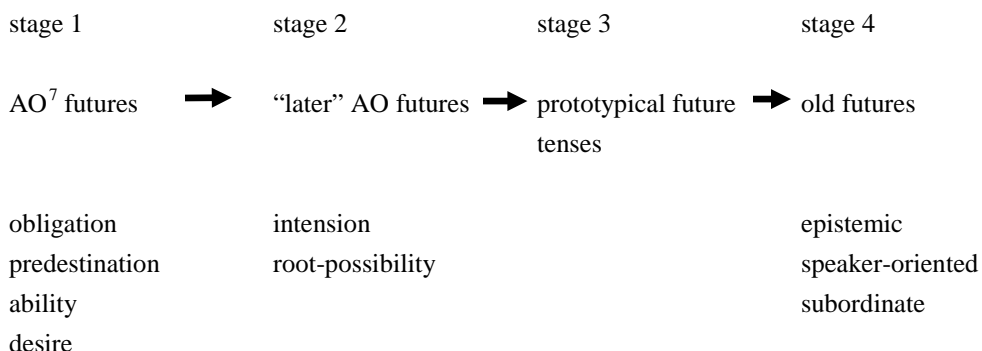 stage 1 stage 2 stage 3 stage 4
AO7 futures “later” AO futures prototypical future old futures
tenses
obligation intension epistemic
predestination root-possibility speaker-oriented
ability subordinate
desire